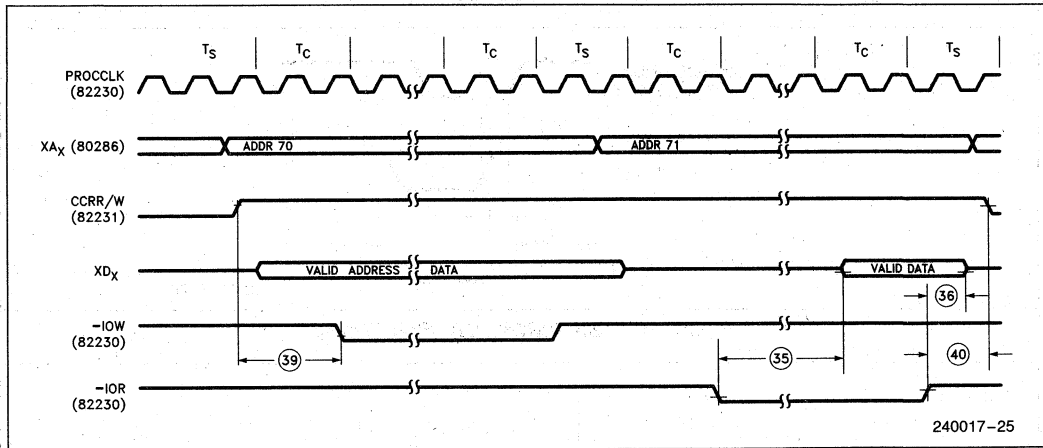 TS TC TC TS TC TC TS
PROCCLK
(82230)
XAX (80286)
ADDR 70
ADDR 71
CCRR/W
(82231)
XDX
VALID ADDRESS DATA
VALID DATA
36
-IOW
(82230)
39
35
40
-IOR
(82230)
240017-25